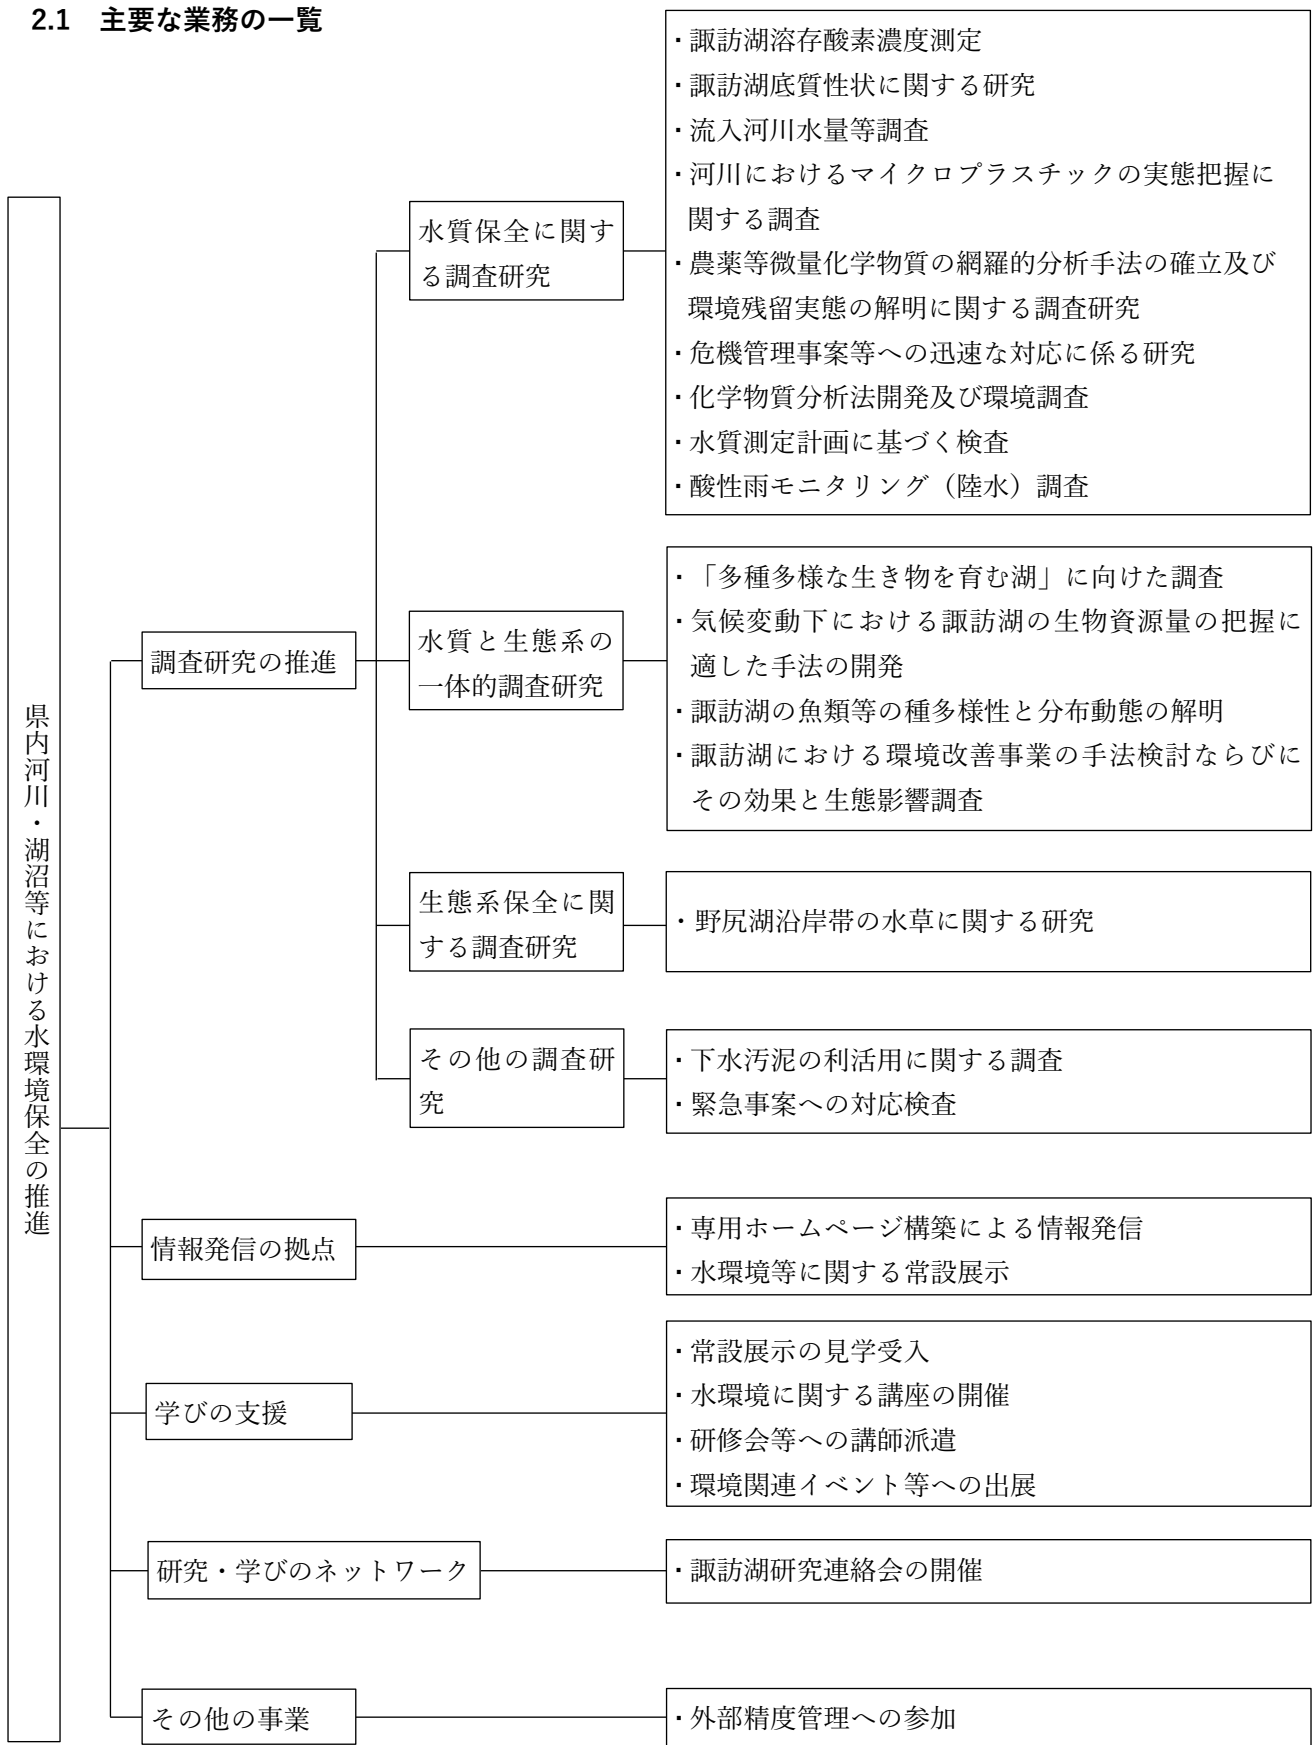 2.1 主要な業務の一覧
県内河川・湖沼等における水環境保全の推進
調査研究の推進
水質保全に関す
る調査研究
・諏訪湖溶存酸素濃度測定
・諏訪湖底質性状に関する研究
・流入河川水量等調査
・河川におけるマイクロプラスチックの実態把握に
関する調査
・農薬等微量化学物質の網羅的分析手法の確立及び
環境残留実態の解明に関する調査研究
・危機管理事案等への迅速な対応に係る研究
・化学物質分析法開発及び環境調査
・水質測定計画に基づく検査
・酸性雨モニタリング（陸水）調査
水質と生態系の
一体的調査研究
・「多種多様な生き物を育む湖」に向けた調査
・気候変動下における諏訪湖の生物資源量の把握に
適した手法の開発
・諏訪湖の魚類等の種多様性と分布動態の解明
・諏訪湖における環境改善事業の手法検討ならびに
その効果と生態影響調査
生態系保全に関
する調査研究
・野尻湖沿岸帯の水草に関する研究
その他の調査研
究
・下水汚泥の利活用に関する調査
・緊急事案への対応検査
情報発信の拠点
・専用ホームページ構築による情報発信
・水環境等に関する常設展示
学びの支援
・常設展示の見学受入
・水環境に関する講座の開催
・研修会等への講師派遣
・環境関連イベント等への出展
研究・学びのネットワーク
・諏訪湖研究連絡会の開催
その他の事業
・外部精度管理への参加